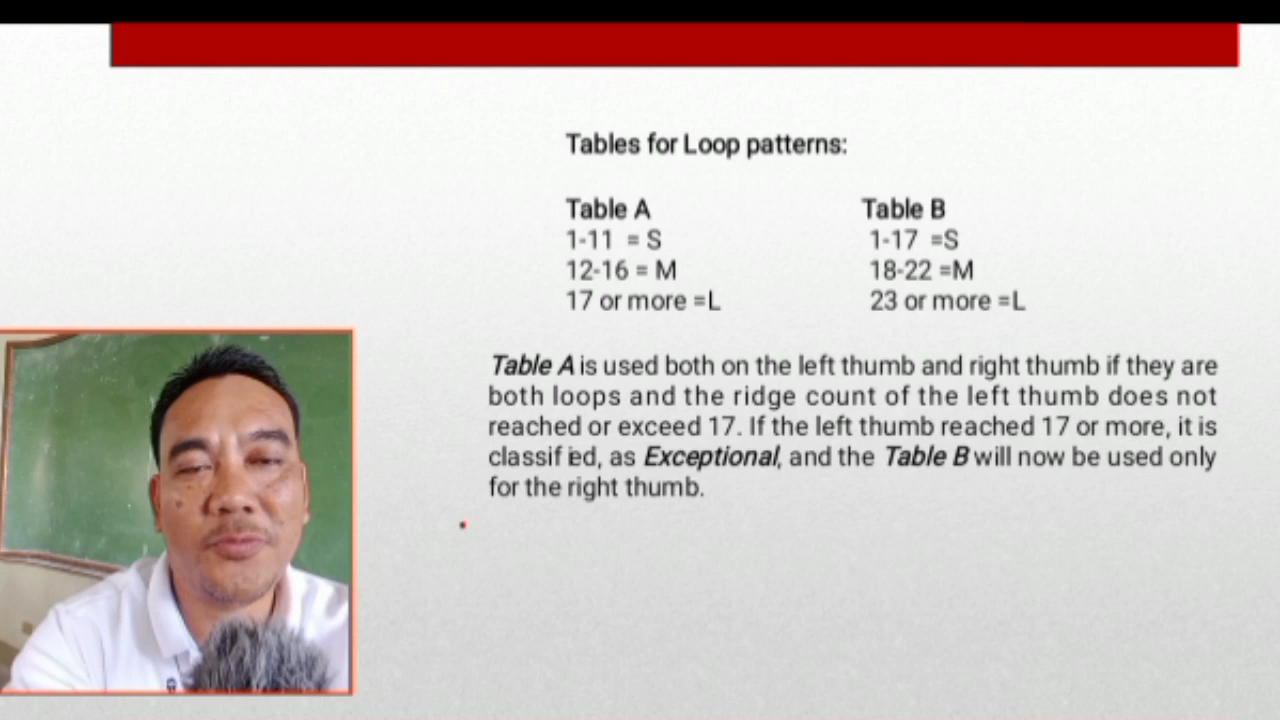 Tables for Loop patterns:
Table A
1-11 = S
12-16 = M
17 or more =L
Table B
1-17 =S
18-22 =M
23 or more =L
Table A is used both on the left thumb and right thumb if they are
both loops and the ridge count of the left thumb does not
reached or exceed 17. If the left thumb reached 17 or more, it is
classified, as Exceptional, and the Table B will now be used only
for the right thumb.